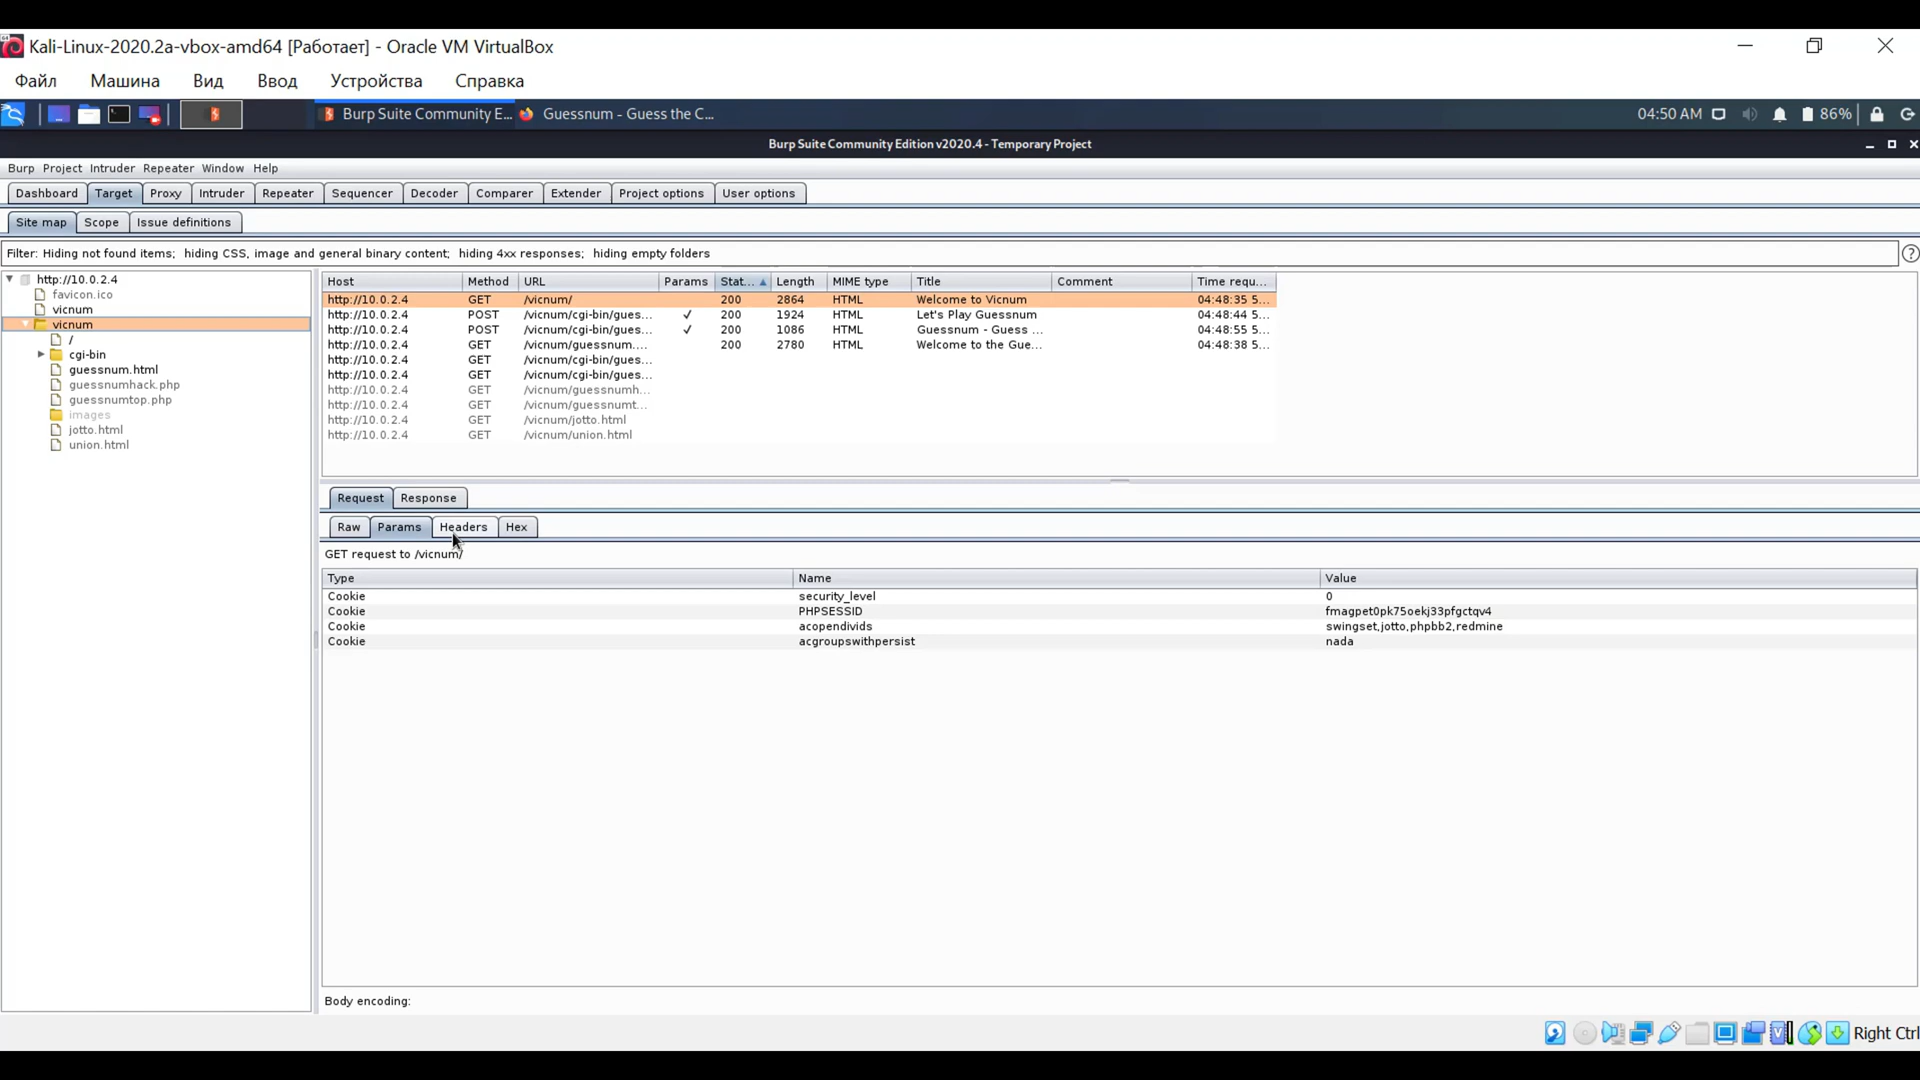 Kali-Linux-2020.2a-vbox-amd64 [Работает] - Oracle VM VirtualBox
Файл Машина Вид Ввод Устройства Справка
Burp Suite Community E... Guessnum - Guess the C... 04:50 AM 86%
Burp Suite Community Edition v2020.4 - Temporary Project
Burp Project Intruder Repeater Window Help
Dashboard Target Proxy Intruder Repeater Sequencer Decoder Comparer Extender Project options User options
Site map Scope Issue definitions
Filter: Hiding not found items; hiding CSS, image and general binary content; hiding 4xx responses; hiding empty folders ?
http://10.0.2.4
favicon.ico
vicnum
vicnum
/
cgi-bin
guessnum.html
guessnumhack.php
guessnumtop.php
images
jotto.html
union.html
Host Method URL Params Stat... Length MIME type Title Comment Time requ...
http://10.0.2.4 GET /vicnum/ 200 2864 HTML Welcome to Vicnum 04:48:35 5...
http://10.0.2.4 POST /vicnum/cgi-bin/gues... ✓ 200 1924 HTML Let's Play Guessnum 04:48:44 5...
http://10.0.2.4 POST /vicnum/cgi-bin/gues... ✓ 200 1086 HTML Guessnum - Guess ... 04:48:55 5...
http://10.0.2.4 GET /vicnum/guessnum.... 200 2780 HTML Welcome to the Gue... 04:48:38 5...
http://10.0.2.4 GET /vicnum/cgi-bin/gues...
http://10.0.2.4 GET /vicnum/cgi-bin/gues...
http://10.0.2.4 GET /vicnum/guessnumh...
http://10.0.2.4 GET /vicnum/guessnumt...
http://10.0.2.4 GET /vicnum/jotto.html
http://10.0.2.4 GET /vicnum/union.html
Request Response
Raw Params Headers Hex
GET request to /vicnum/
Type Name Value
Cookie security_level 0
Cookie PHPSESSID fmagpet0pk75oekj33pfgctqv4
Cookie acopendivids swingset,jotto,phpbb2,redmine
Cookie acgroupswithpersist nada
Body encoding:
Right Ctrl